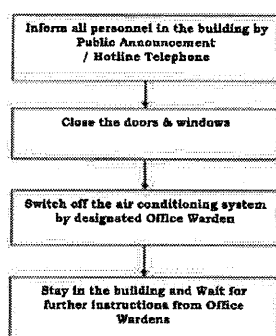 Inform all personnel in the building by
Public Announcement
/ Hotline Telephone
Close the doors & windows
Switch off the air conditioning system
by designated Office Warden
Stay in the building and Wait for
further instructions from Office
Wardens